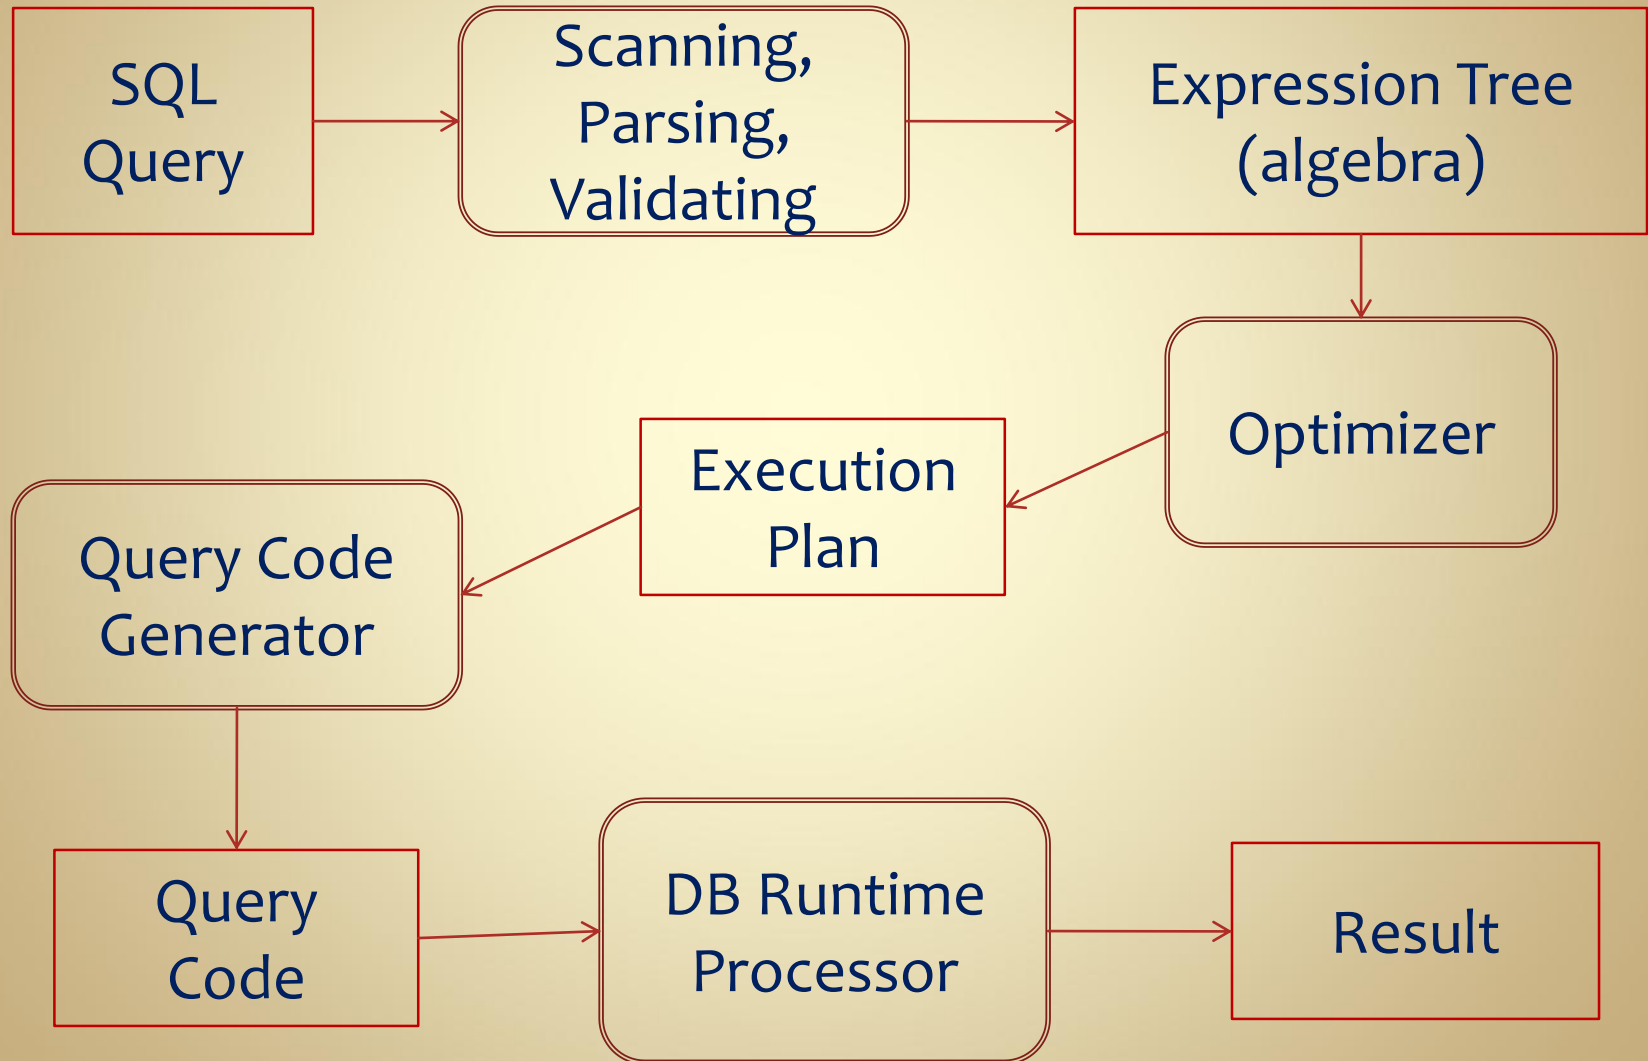 SQL
Query
Scanning,
Parsing,
Validating
Expression Tree
(algebra)
Optimizer
Execution
Plan
Query Code
Generator
Query
Code
DB Runtime
Processor
Result